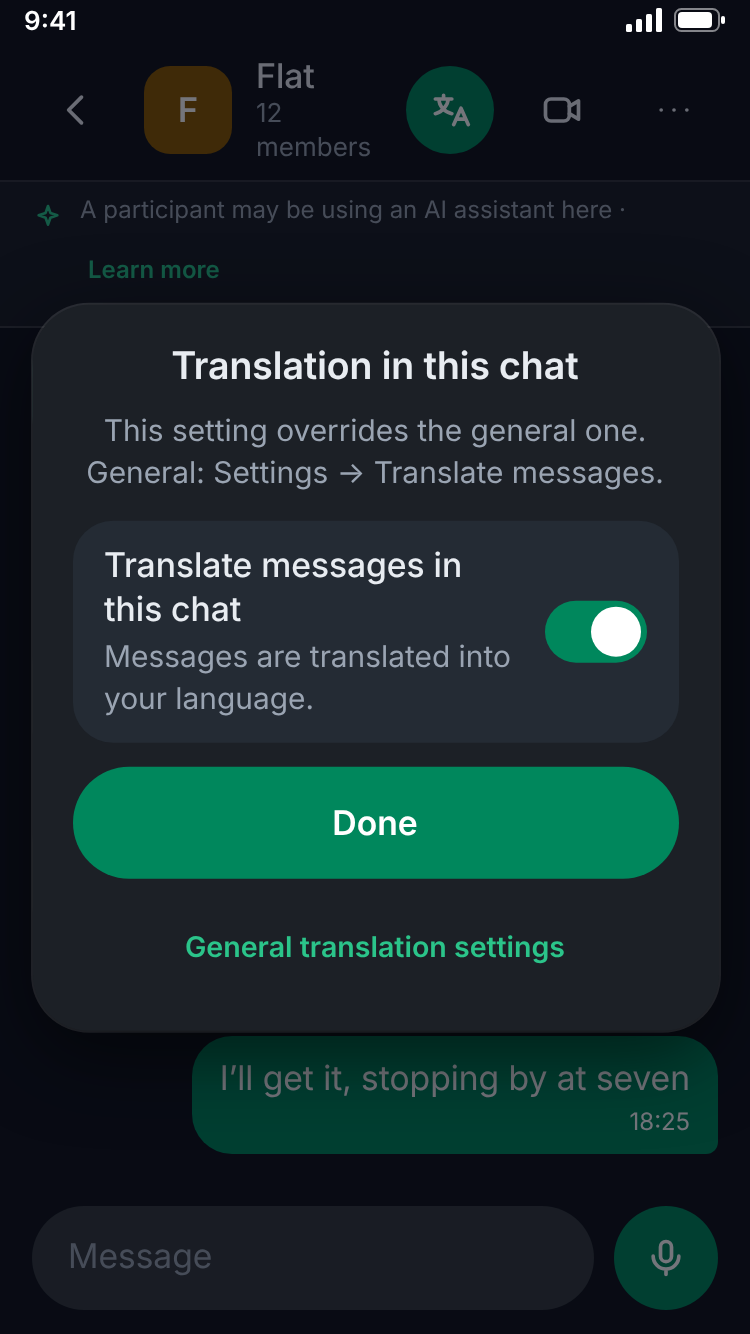 9:41
F
Flat
12
members
A participant may be using an AI assistant here ·
Learn more
Translation in this chat
This setting overrides the general one.
General: Settings → Translate messages.
Translate messages in
this chat
Messages are translated into
your language.
Done
General translation settings
I’ll get it, stopping by at seven
18:25
Message